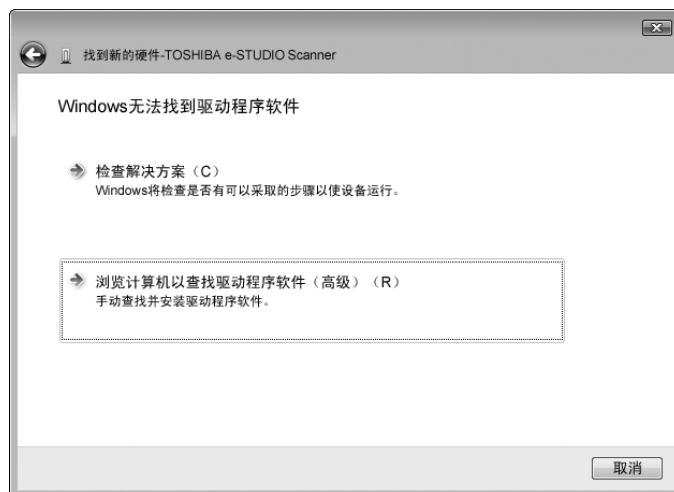 找到新的硬件-TOSHIBA e-STUDIO Scanner
Windows无法找到驱动程序软件
检查解决方案（C）
Windows将检查是否有可以采取的步骤以使设备运行。
浏览计算机以查找驱动程序软件（高级）（R）
手动查找并安装驱动程序软件。
取消